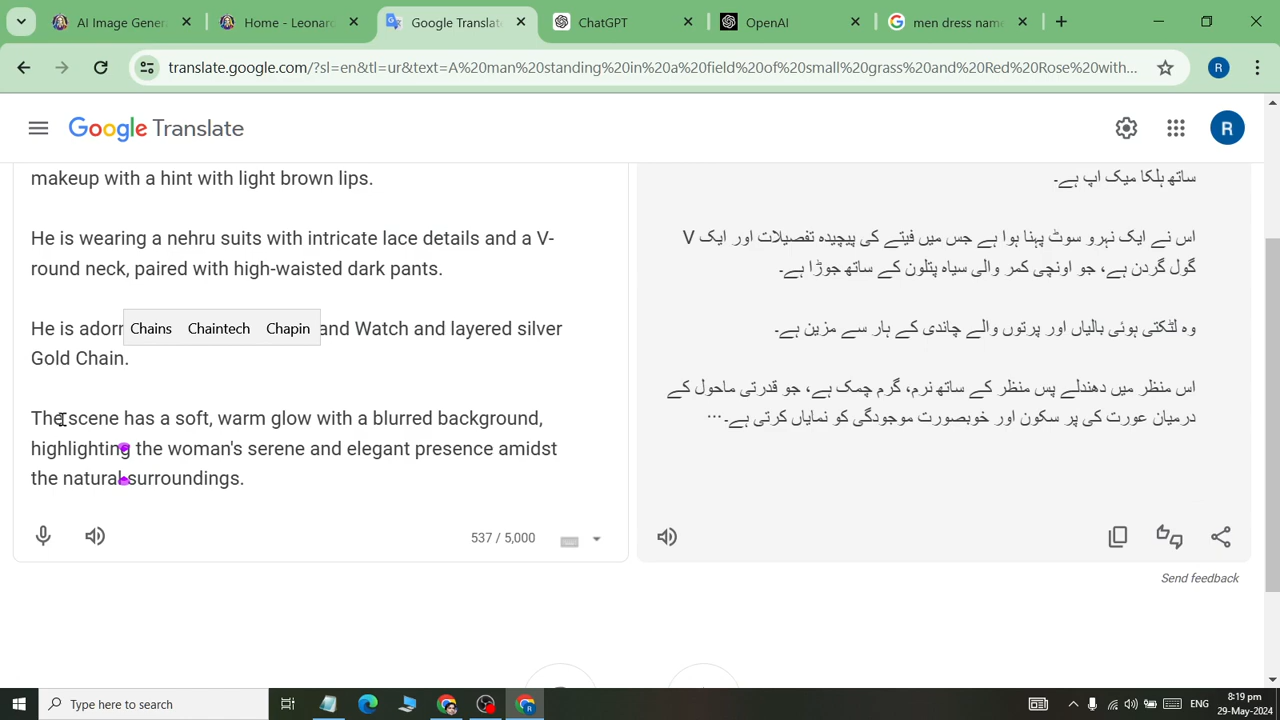 AI Image Gener
Home - Leonard
Google Translat
ChatGPT
OpenAI
men dress name
translate.google.com/?sl=en&tl=ur&text=A%20man%20standing%20in%20a%20field%20of%20small%20grass%20and%20Red%20Rose%20with...
R
Google Translate
R
makeup with a hint with light brown lips.
He is wearing a nehru suits with intricate lace details and a V-
round neck, paired with high-waisted dark pants.
He is adorn
Chains Chaintech Chapin
and Watch and layered silver
Gold Chain.
The scene has a soft, warm glow with a blurred background,
highlighting the woman's serene and elegant presence amidst
the natural surroundings.
537 / 5,000
ساتھ ہلکا میک اپ ہے۔
اس نے ایک نہرو سوٹ پہنا ہوا ہے جس میں فیتے کی پیچیدہ تفصیلات اور ایک V
گول گردن ہے، جو اونچی کمر والی سیاہ پتلون کے ساتھ جوڑا ہے۔
وہ لٹکتی ہوئی بالیاں اور پرتوں والے چاندی کے ہار سے مزین ہے۔
اس منظر میں دھندلے پس منظر کے ساتھ نرم، گرم چمک ہے، جو قدرتی ماحول کے
درمیان عورت کی پر سکون اور خوبصورت موجودگی کو نمایاں کرتی ہے۔...
Send feedback
Type here to search
ENG
8:19 pm
29-May-2024